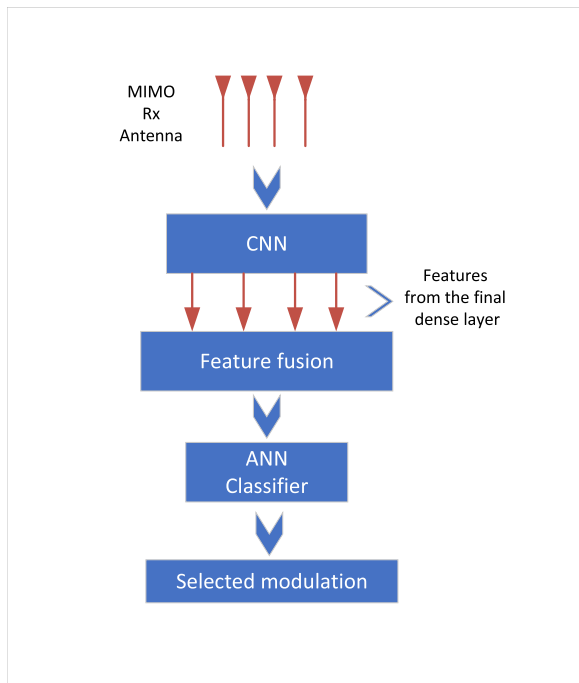 MIMO
Rx
Antenna
CNN
Features
from the final
dense layer
Feature fusion
ANN
Classifier
Selected modulation